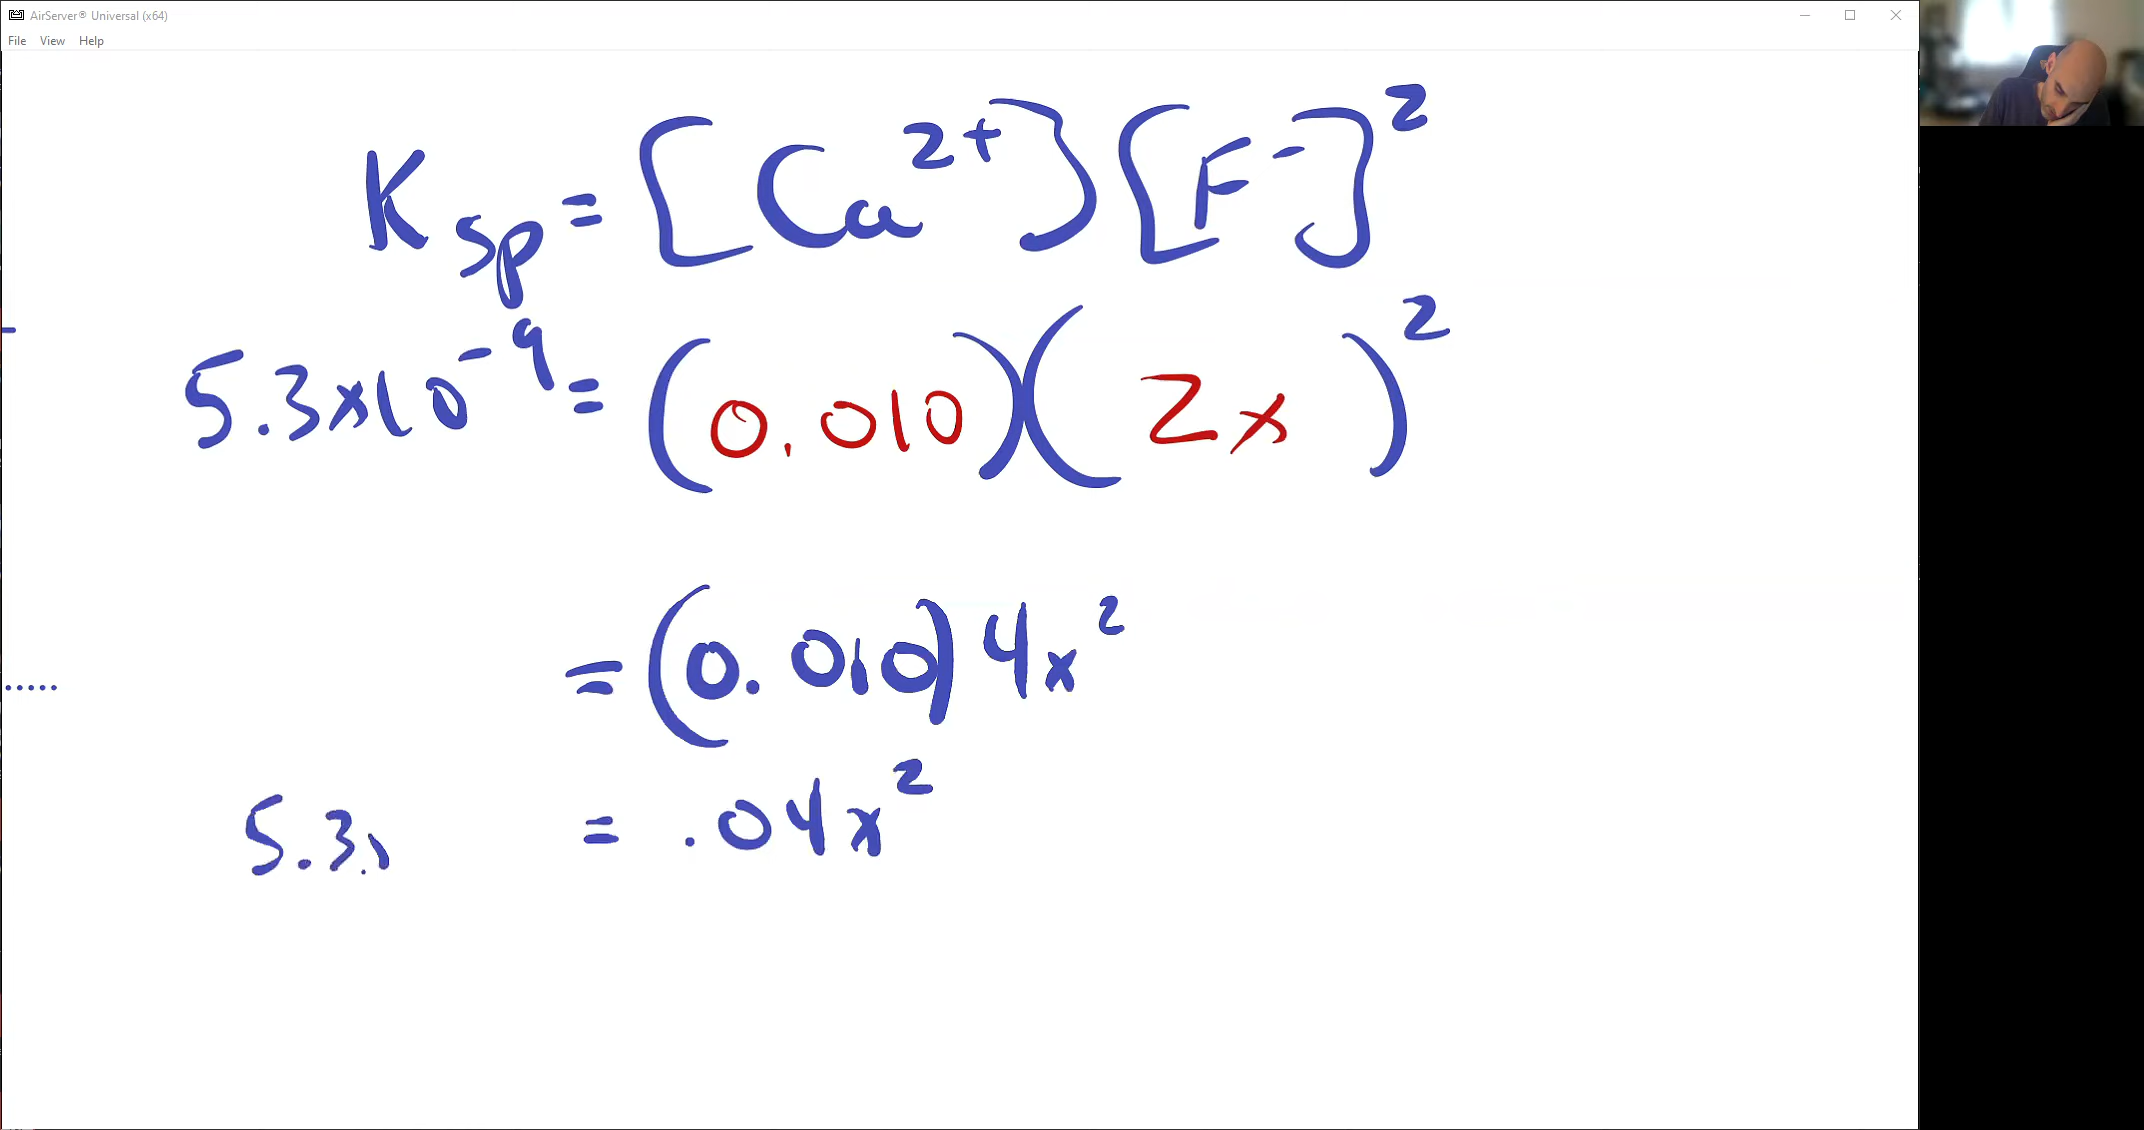 AirServer® Universal (x64)
File View Help
K sp = [Ca²⁺] [F⁻]²
5.3x10⁻⁹ = (0.010)(2x)²
= (0.010)4x²
5.3 = .04x²